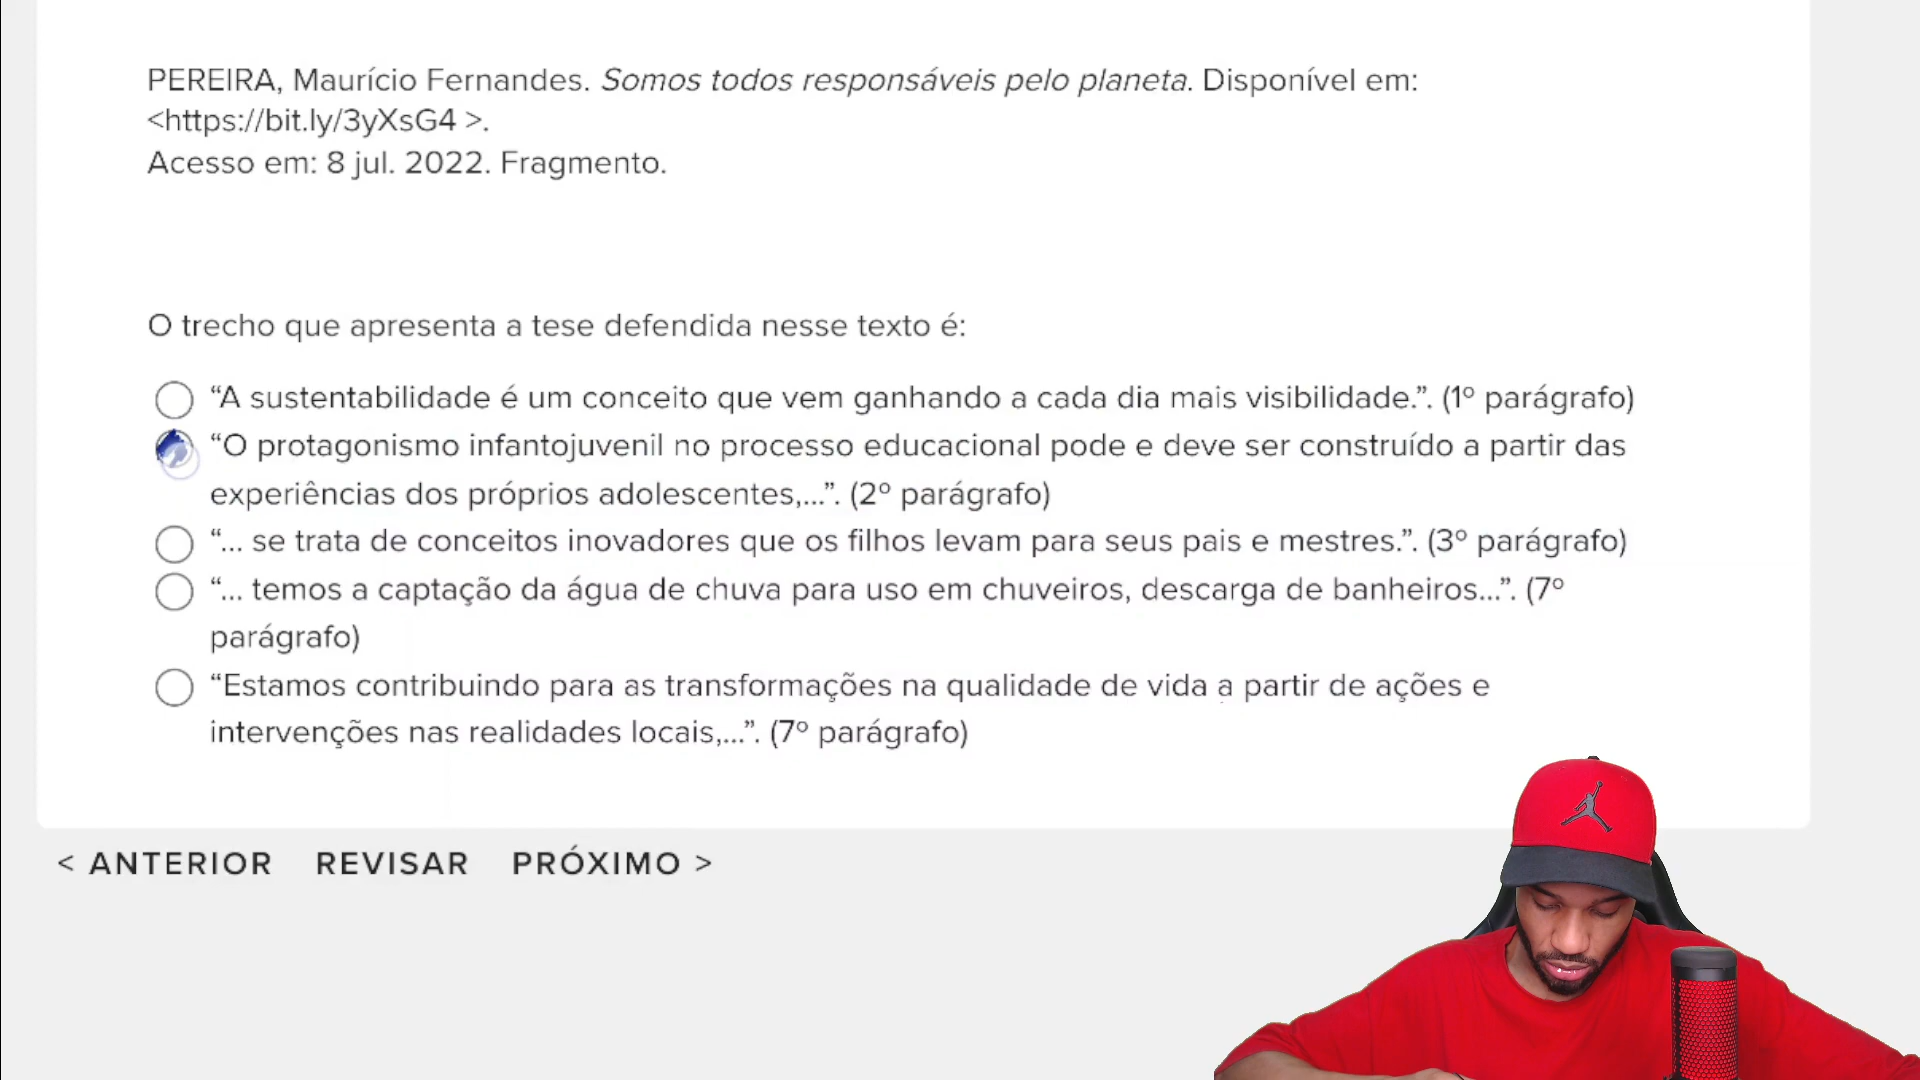 PEREIRA, Maurício Fernandes. Somos todos responsáveis pelo planeta. Disponível em:
<https://bit.ly/3yXsG4 >.
Acesso em: 8 jul. 2022. Fragmento.
O trecho que apresenta a tese defendida nesse texto é:
“A sustentabilidade é um conceito que vem ganhando a cada dia mais visibilidade.”. (1º parágrafo)
“O protagonismo infantojuvenil no processo educacional pode e deve ser construído a partir das
experiências dos próprios adolescentes,...”. (2º parágrafo)
“... se trata de conceitos inovadores que os filhos levam para seus pais e mestres.”. (3º parágrafo)
“... temos a captação da água de chuva para uso em chuveiros, descarga de banheiros...”. (7º
parágrafo)
“Estamos contribuindo para as transformações na qualidade de vida a partir de ações e
intervenções nas realidades locais,...”. (7º parágrafo)
< ANTERIOR REVISAR PRÓXIMO >